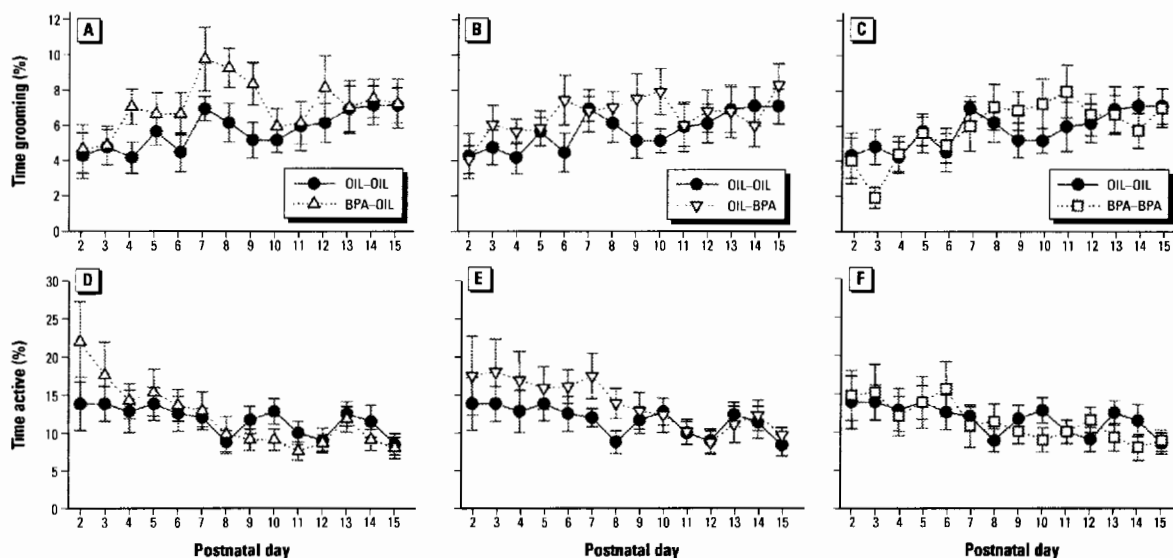 Time grooming (%)
12
10
8
6
4
2
0
A
OIL–OIL
BPA–OIL
2 3 4 5 6 7 8 9 10 11 12 13 14 15
B
OIL–OIL
OIL–BPA
2 3 4 5 6 7 8 9 10 11 12 13 14 15
C
OIL–OIL
BPA–BPA
2 3 4 5 6 7 8 9 10 11 12 13 14 15
Time active (%)
30
25
20
15
10
5
0
D
2 3 4 5 6 7 8 9 10 11 12 13 14 15
Postnatal day
E
2 3 4 5 6 7 8 9 10 11 12 13 14 15
Postnatal day
F
2 3 4 5 6 7 8 9 10 11 12 13 14 15
Postnatal day